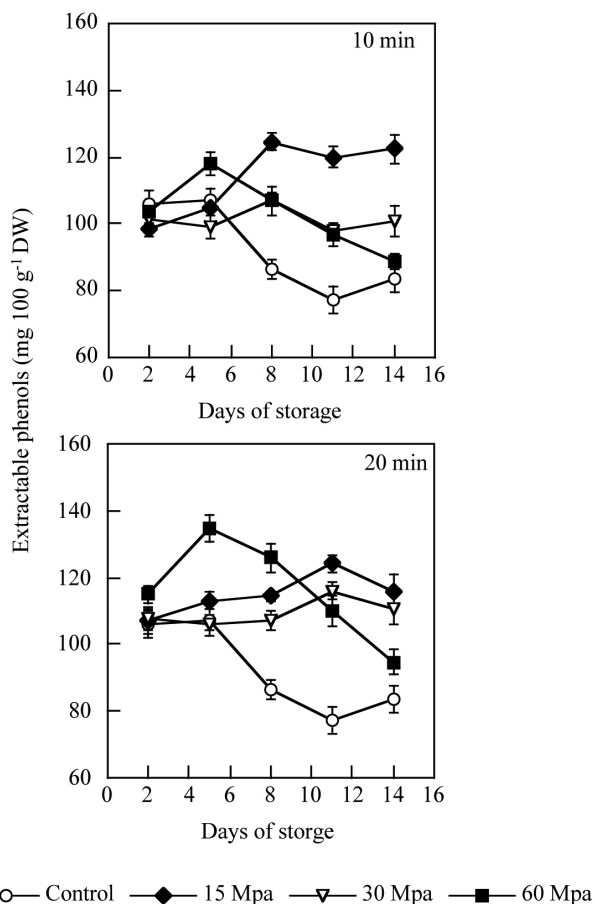 Extractable phenols (mg 100 g-1 DW)
160
10 min
140
120
100
80
60
0 2 4 6 8 10 12 14 16
Days of storage
160
20 min
140
120
100
80
60
0 2 4 6 8 10 12 14 16
Days of storge
Control 15 Mpa 30 Mpa 60 Mpa